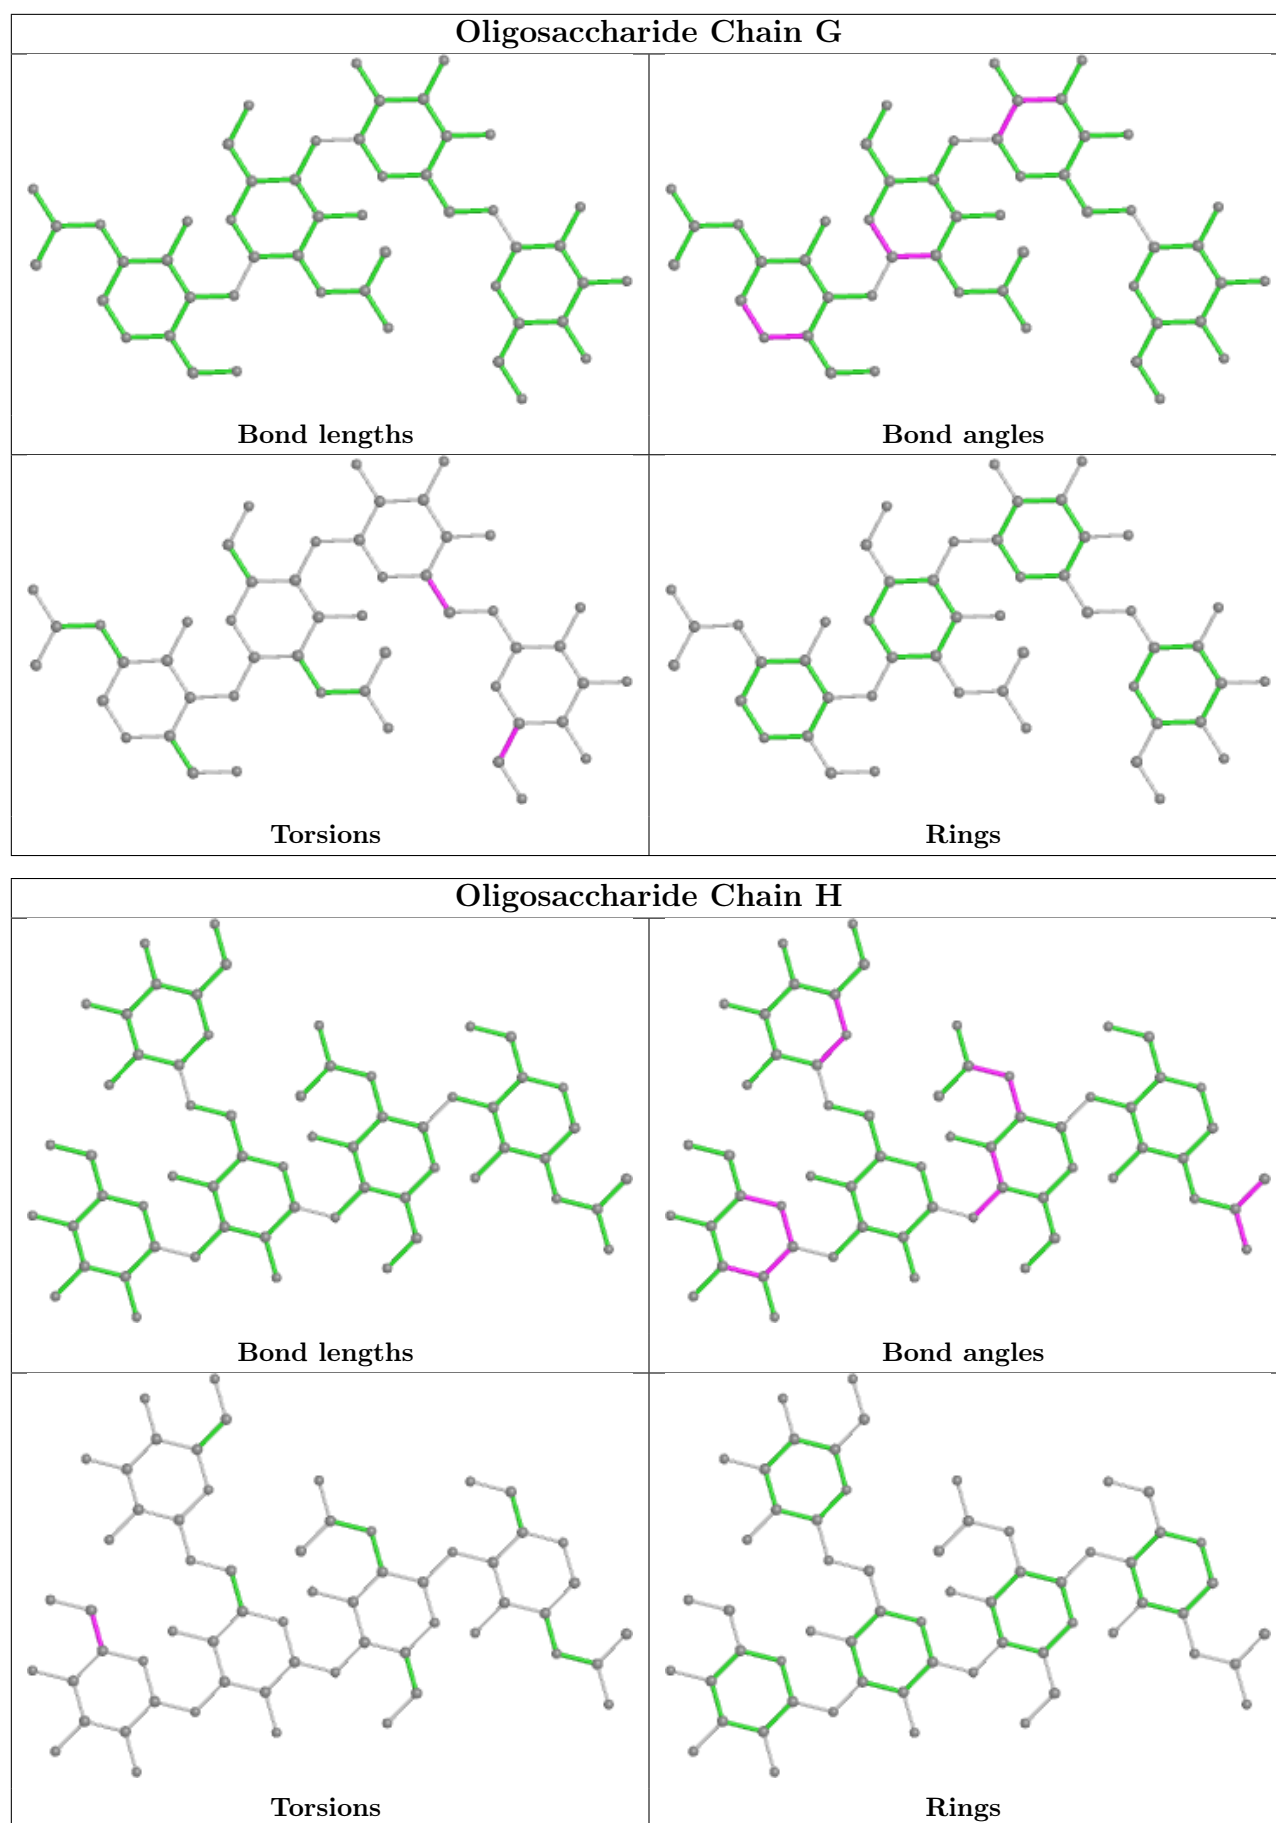 Oligosaccharide Chain G
Bond lengths
Bond angles
Torsions
Rings
Oligosaccharide Chain H
Bond lengths
Bond angles
Torsions
Rings